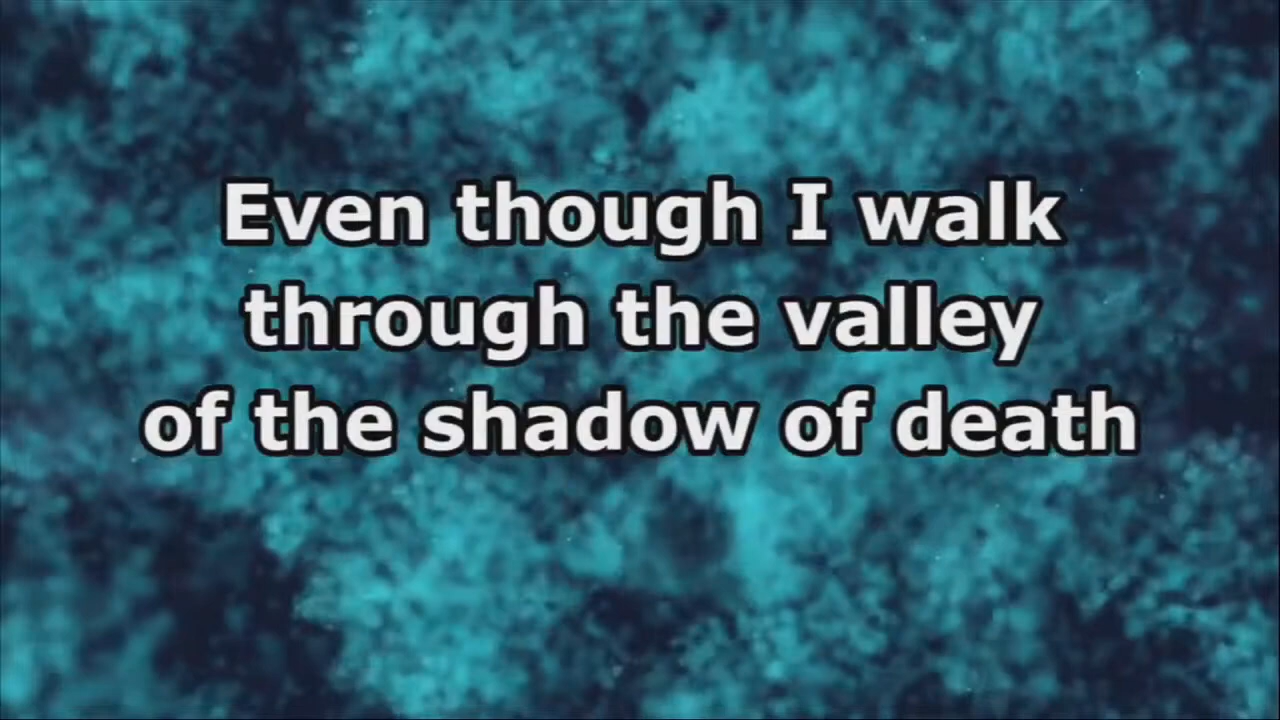 Even though I walk
through the valley
of the shadow of death